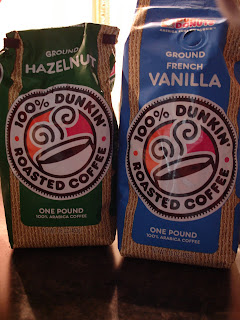 GROUND
HAZELNUT
100% DUNKIN'
ROASTED COFFEE
ONE POUND
100% ARABICA COFFEE
GROUND
FRENCH
VANILLA
100% DUNKIN'
ROASTED COFFEE
ONE POUND
100% ARABICA COFFEE